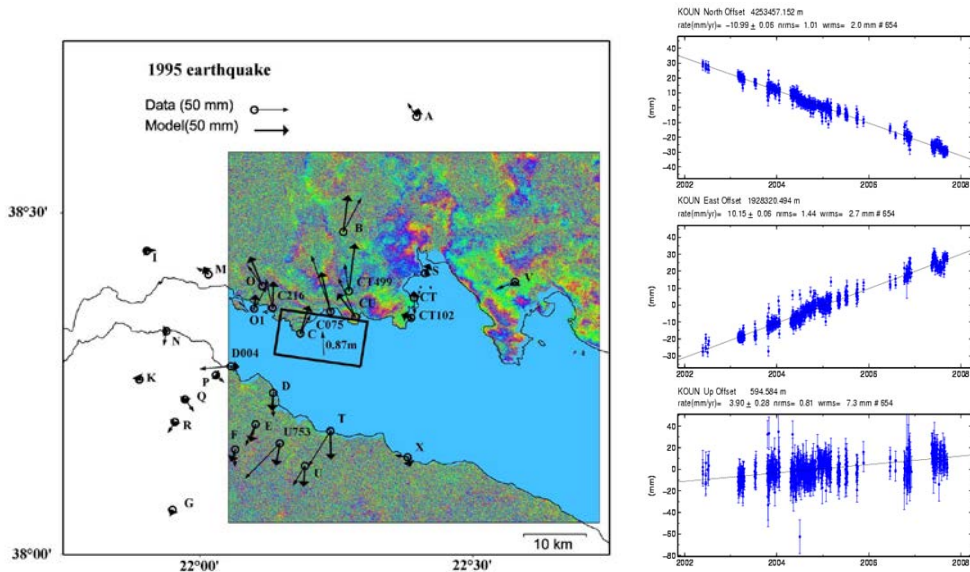 1995 earthquake
Data (50 mm)
Model(50 mm)
A
38°30'
B
I
M
S
V
O
C216
CT499
CT
CU
O1
CT102
C
C075
0,87m
N
D004
K
P
D
Q
R
E
U753
T
F
X
U
G
38°00'
10 km
22°00
22°30
KOUN North Offset 4253457.152 m
rate(mm/yr)= −10.99 ± 0.06 nrms= 1.01 wrms= 2.0 mm # 654
40
30
20
10
0
−10
−20
−30
−40
(mm)
2002 2004 2005 2006 2008
KOUN East Offset 1928320.494 m
rate(mm/yr)= 10.15 ± 0.06 nrms= 1.44 wrms= 2.7 mm # 654
40
30
20
10
0
−10
−20
−30
−40
(mm)
2002 2004 2005 2006 2008
KOUN Up Offset 594.584 m
rate(mm/yr)= 3.90 ± 0.28 nrms= 0.81 wrms= 7.3 mm # 654
40
20
0
−20
−40
−60
−80
(mm)
2002 2004 2005 2006 2008